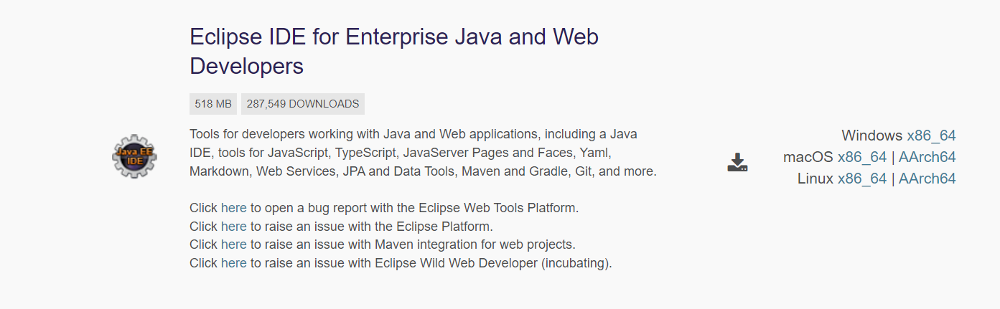 Eclipse IDE for Enterprise Java and Web
Developers
518 MB 287,549 DOWNLOADS
Java EE
IDE
Tools for developers working with Java and Web applications, including a Java
IDE, tools for JavaScript, TypeScript, JavaServer Pages and Faces, Yaml,
Markdown, Web Services, JPA and Data Tools, Maven and Gradle, Git, and more.
Click here to open a bug report with the Eclipse Web Tools Platform.
Click here to raise an issue with the Eclipse Platform.
Click here to raise an issue with Maven integration for web projects.
Click here to raise an issue with Eclipse Wild Web Developer (incubating).
Windows x86_64
macOS x86_64 | AArch64
Linux x86_64 | AArch64